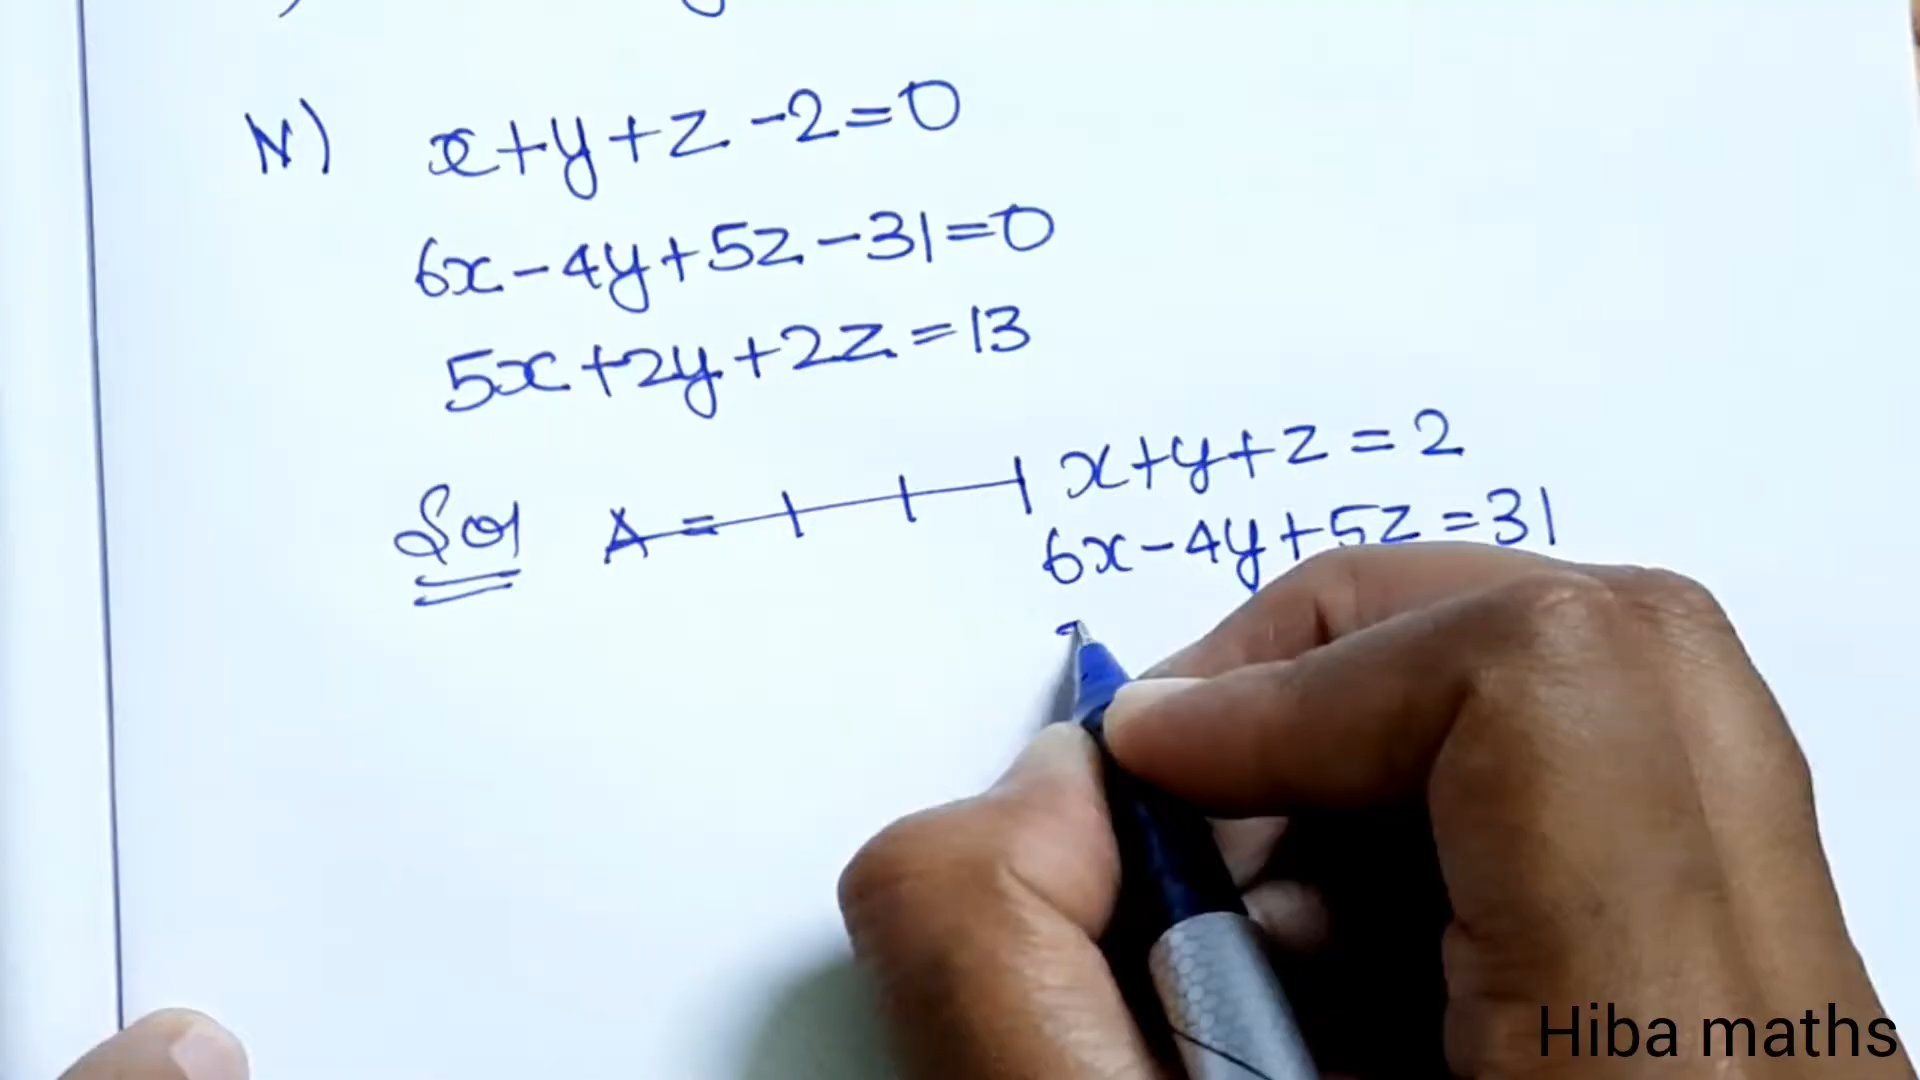 N) x+y+z-2=0
6x-4y+5z-31=0
5x+2y+2z=13
Sol A = 1 1 1 x+y+z=2
6x-4y+5z=31
Hiba maths